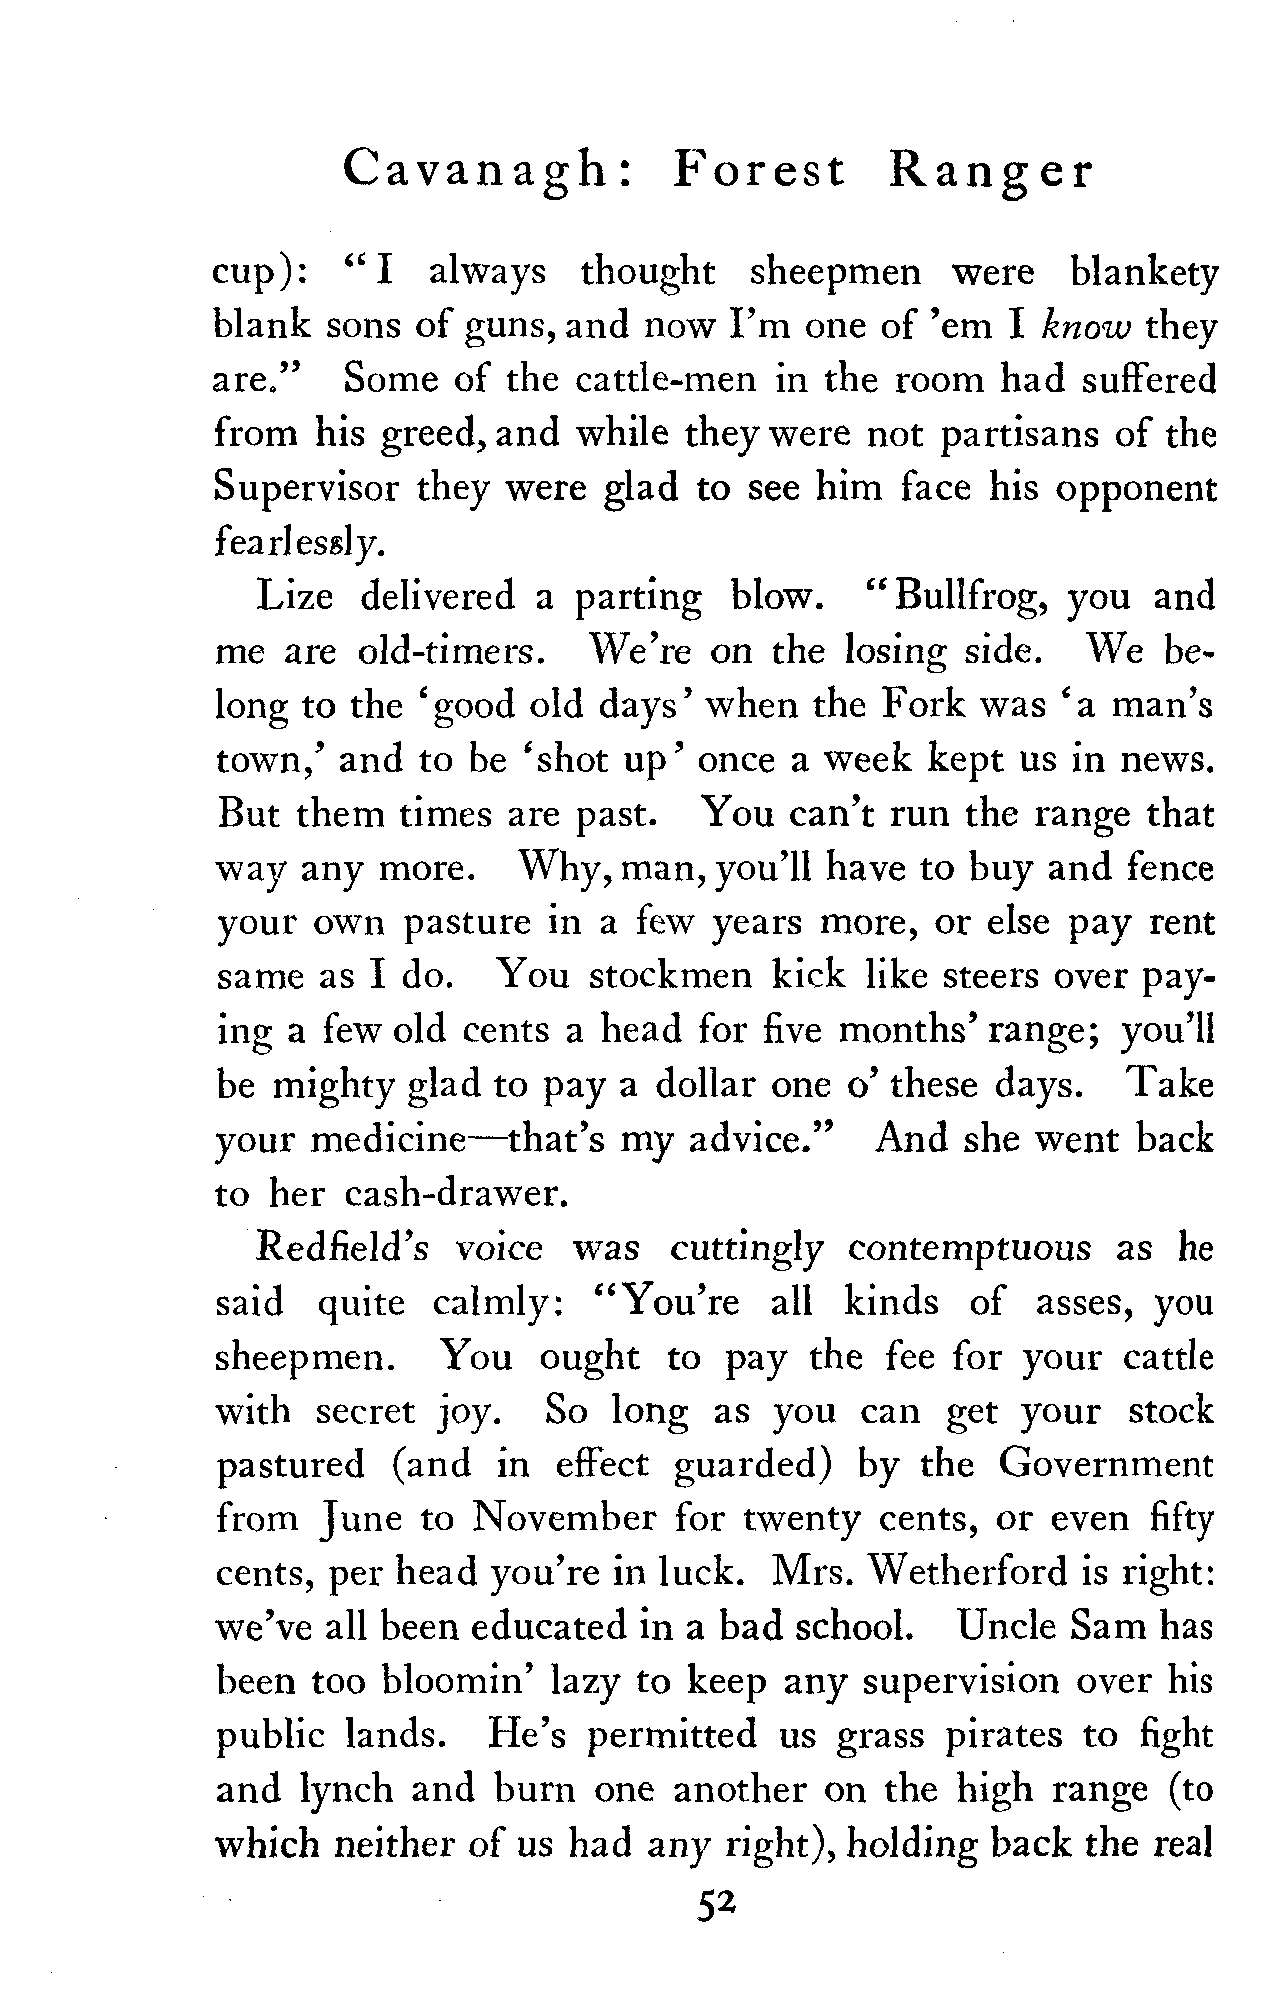 Cavanagh: Forest Ranger
cup): “I always thought sheepmen were blankety
blank sons of guns, and now I’m one of ’em I know they
are.” Some of the cattle-men in the room had suffered
from his greed, and while they were not partisans of the
Supervisor they were glad to see him face his opponent
fearlessly.
Lize delivered a parting blow. “Bullfrog, you and
me are old-timers. We’re on the losing side. We be-
long to the ‘good old days’ when the Fork was ‘a man’s
town,’ and to be ‘shot up’ once a week kept us in news.
But them times are past. You can’t run the range that
way any more. Why, man, you’ll have to buy and fence
your own pasture in a few years more, or else pay rent
same as I do. You stockmen kick like steers over pay-
ing a few old cents a head for five months’ range; you’ll
be mighty glad to pay a dollar one o’ these days. Take
your medicine—that’s my advice.” And she went back
to her cash-drawer.
Redfield’s voice was cuttingly contemptuous as he
said quite calmly: “You’re all kinds of asses, you
sheepmen. You ought to pay the fee for your cattle
with secret joy. So long as you can get your stock
pastured (and in effect guarded) by the Government
from June to November for twenty cents, or even fifty
cents, per head you’re in luck. Mrs. Wetherford is right:
we’ve all been educated in a bad school. Uncle Sam has
been too bloomin’ lazy to keep any supervision over his
public lands. He’s permitted us grass pirates to fight
and lynch and burn one another on the high range (to
which neither of us had any right), holding back the real
52